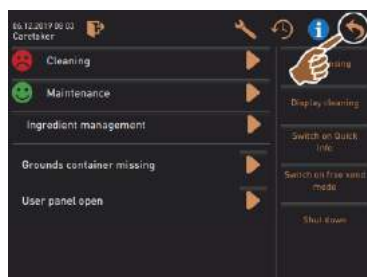 06.12.2019 08 03
Caretaker
Cleaning
Maintenance
Display cleaning
Ingredient management
Switch on Quick
Info
Grounds container missing
Switch on free vend
mode
User panel open
Shut down